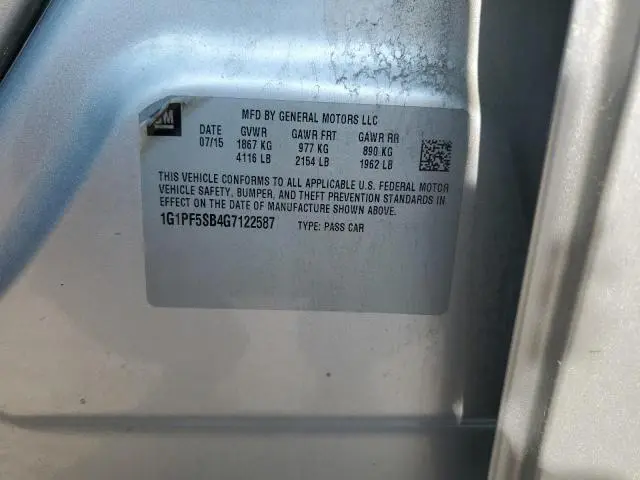 GM
MFD BY GENERAL MOTORS LLC
DATE GVWR GAWR FRT GAWR RR
07/15 1867 KG 977 KG 890 KG
4116 LB 2154 LB 1962 LB
THIS VEHICLE CONFORMS TO ALL APPLICABLE U.S. FEDERAL MOTOR
VEHICLE SAFETY, BUMPER, AND THEFT PREVENTION STANDARDS IN
EFFECT ON THE DATE OF MANUFACTURE SHOWN ABOVE.
1G1PF5SB4G7122587 TYPE: PASS CAR